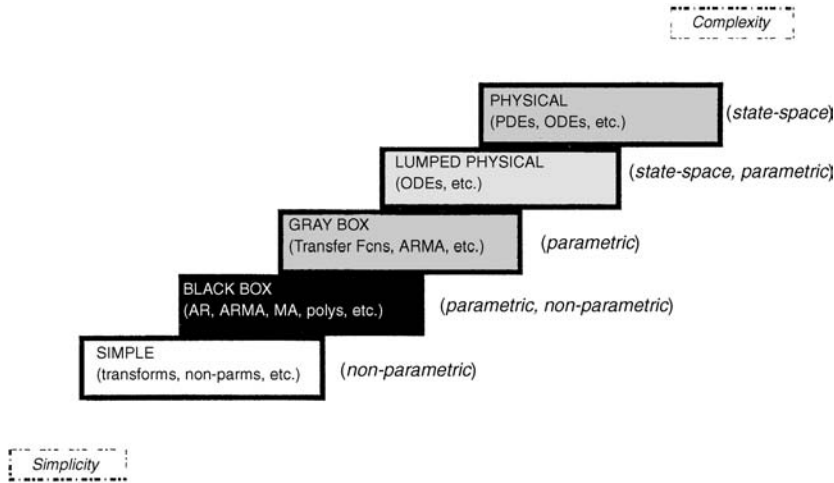 Complexity
PHYSICAL
(PDEs, ODEs, etc.)
(state-space)
LUMPED PHYSICAL
(ODEs, etc.)
(state-space, parametric)
GRAY BOX
(Transfer Fcns, ARMA, etc.)
(parametric)
BLACK BOX
(AR, ARMA, MA, polys, etc.)
(parametric, non-parametric)
SIMPLE
(transforms, non-parms, etc.)
(non-parametric)
Simplicity